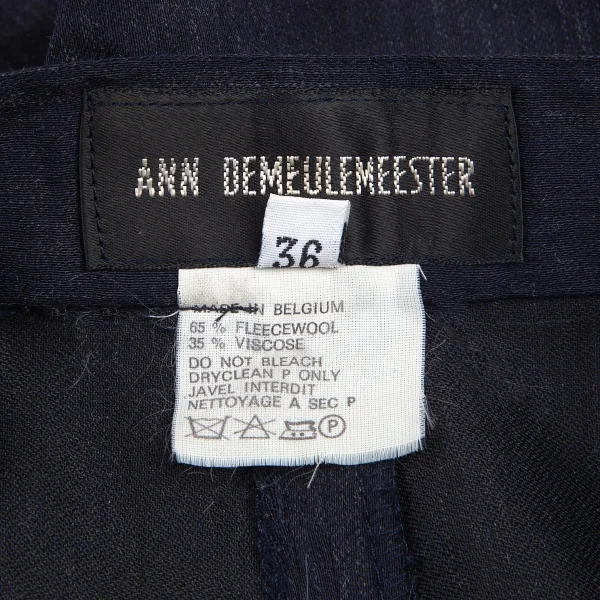 ANN DEMEULEMEESTER
36
MADE IN BELGIUM
65 % FLEECEWOOL
35 % VISCOSE
DO NOT BLEACH
DRYCLEAN P ONLY
JAVEL INTERDIT
NETTOYAGE A SEC P
P